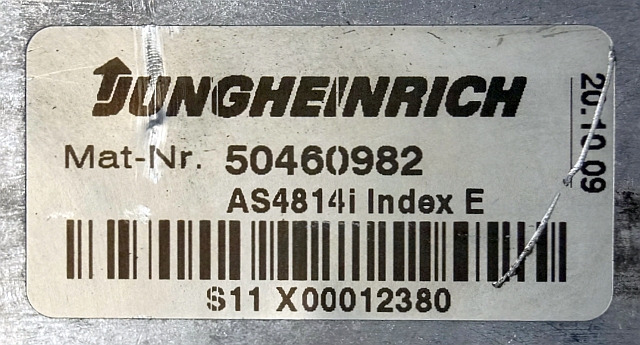 JUNGHEINRICH
Mat-Nr. 50460982
AS4814i Index E
S11 X00012380
20.10.09